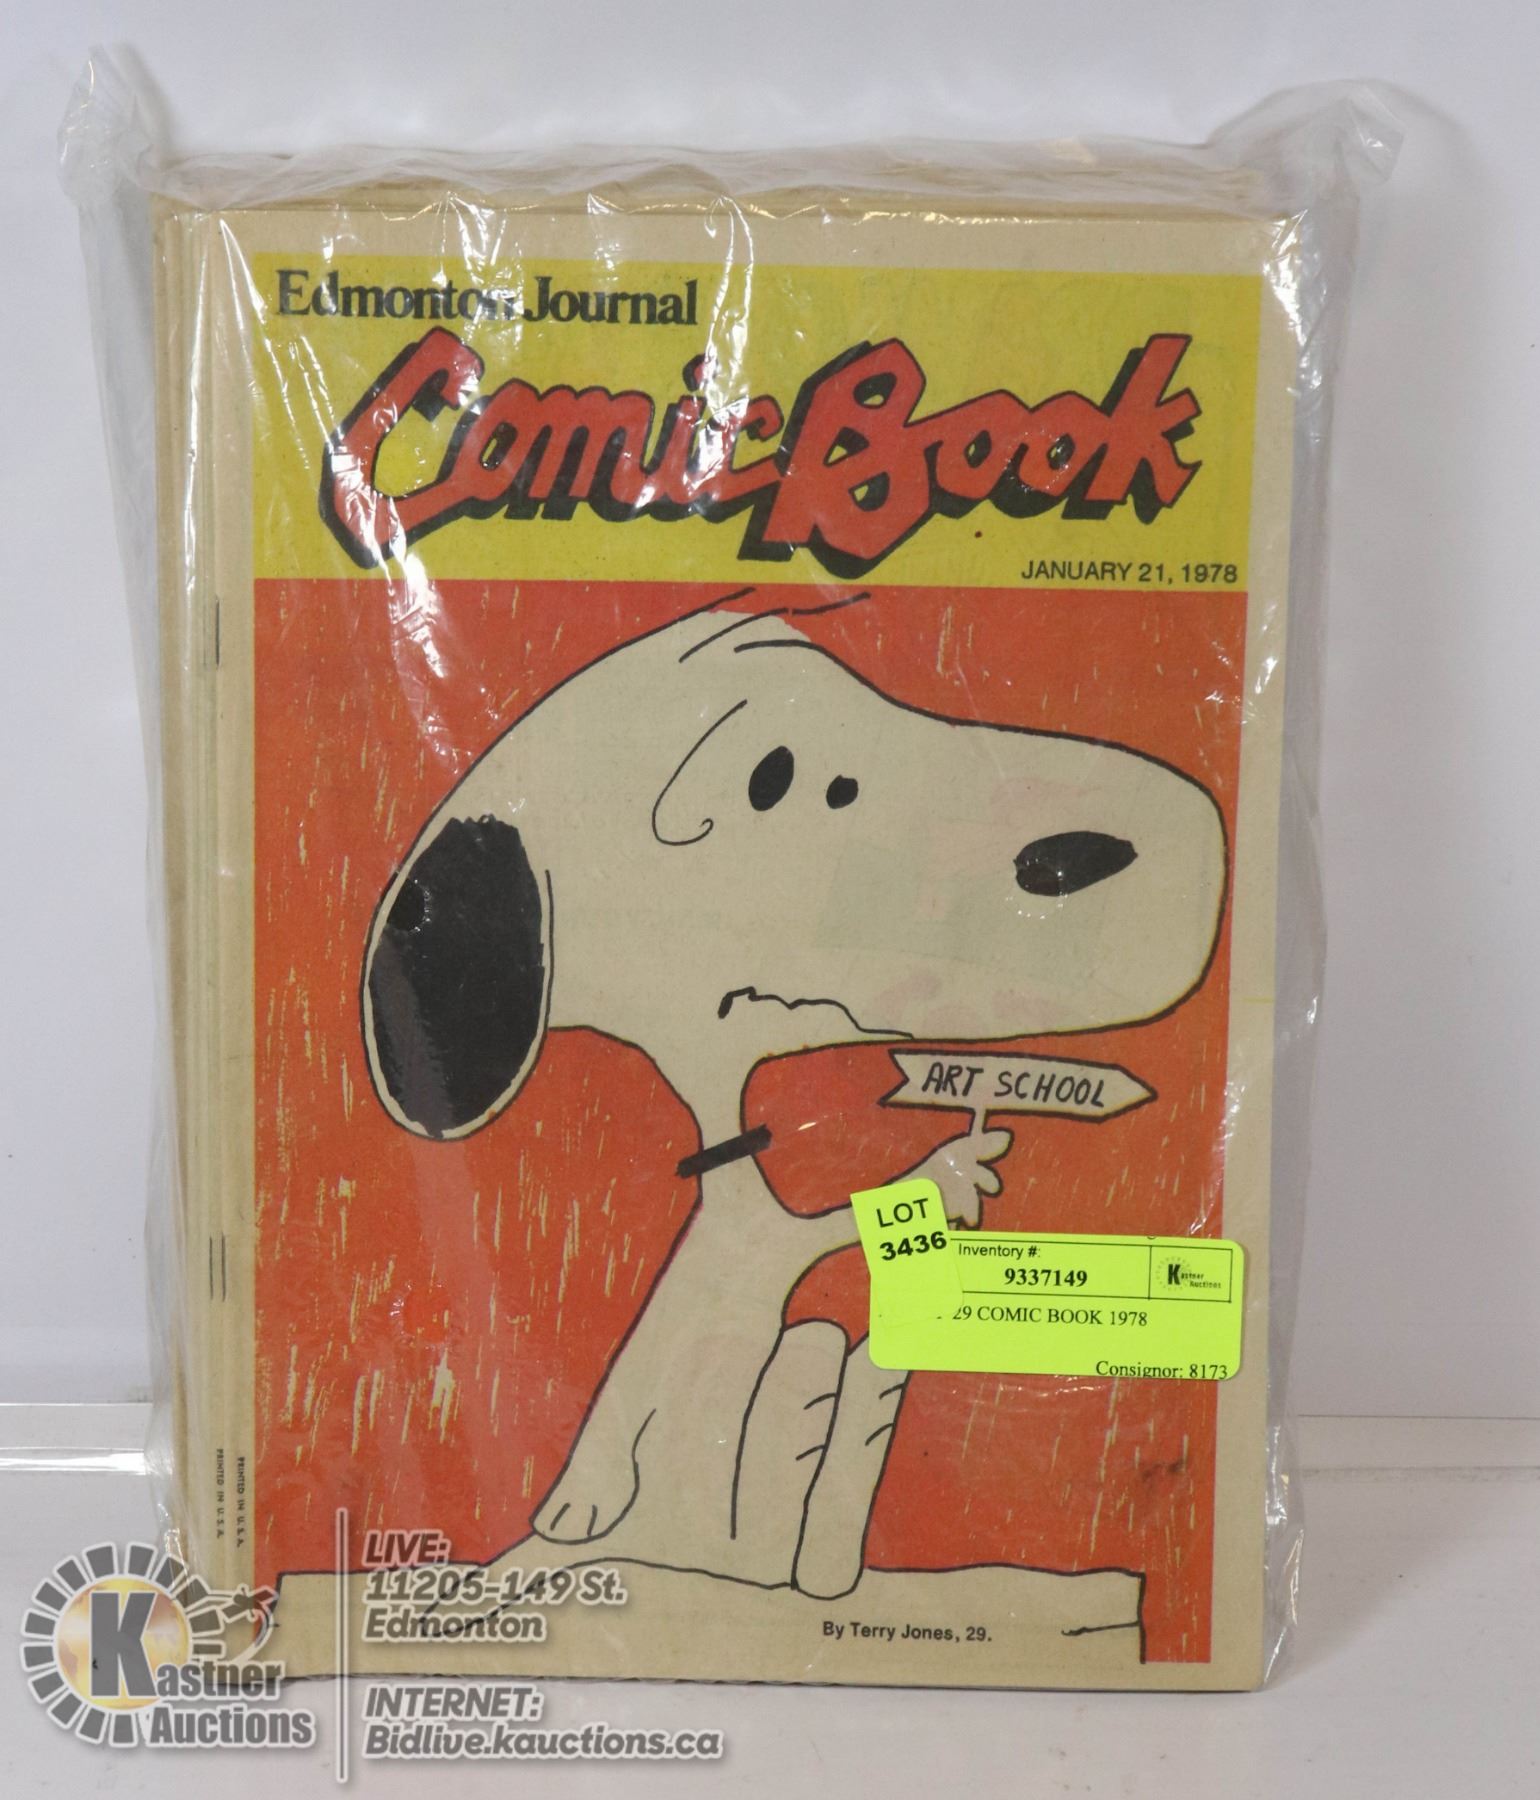 Edmonton Journal
Comic Book
JANUARY 21, 1978
ART SCHOOL
LOT
3436
Inventory #:
9337149
Kastner
Auctions
29 COMIC BOOK 1978
Consignor: 8173
PRINTED IN U.S.A.
PRINTED IN U.S.A.
By Terry Jones, 29.
Kastner
Auctions
LIVE:
11205-149 St.
Edmonton
INTERNET:
Bidlive.kauctions.ca